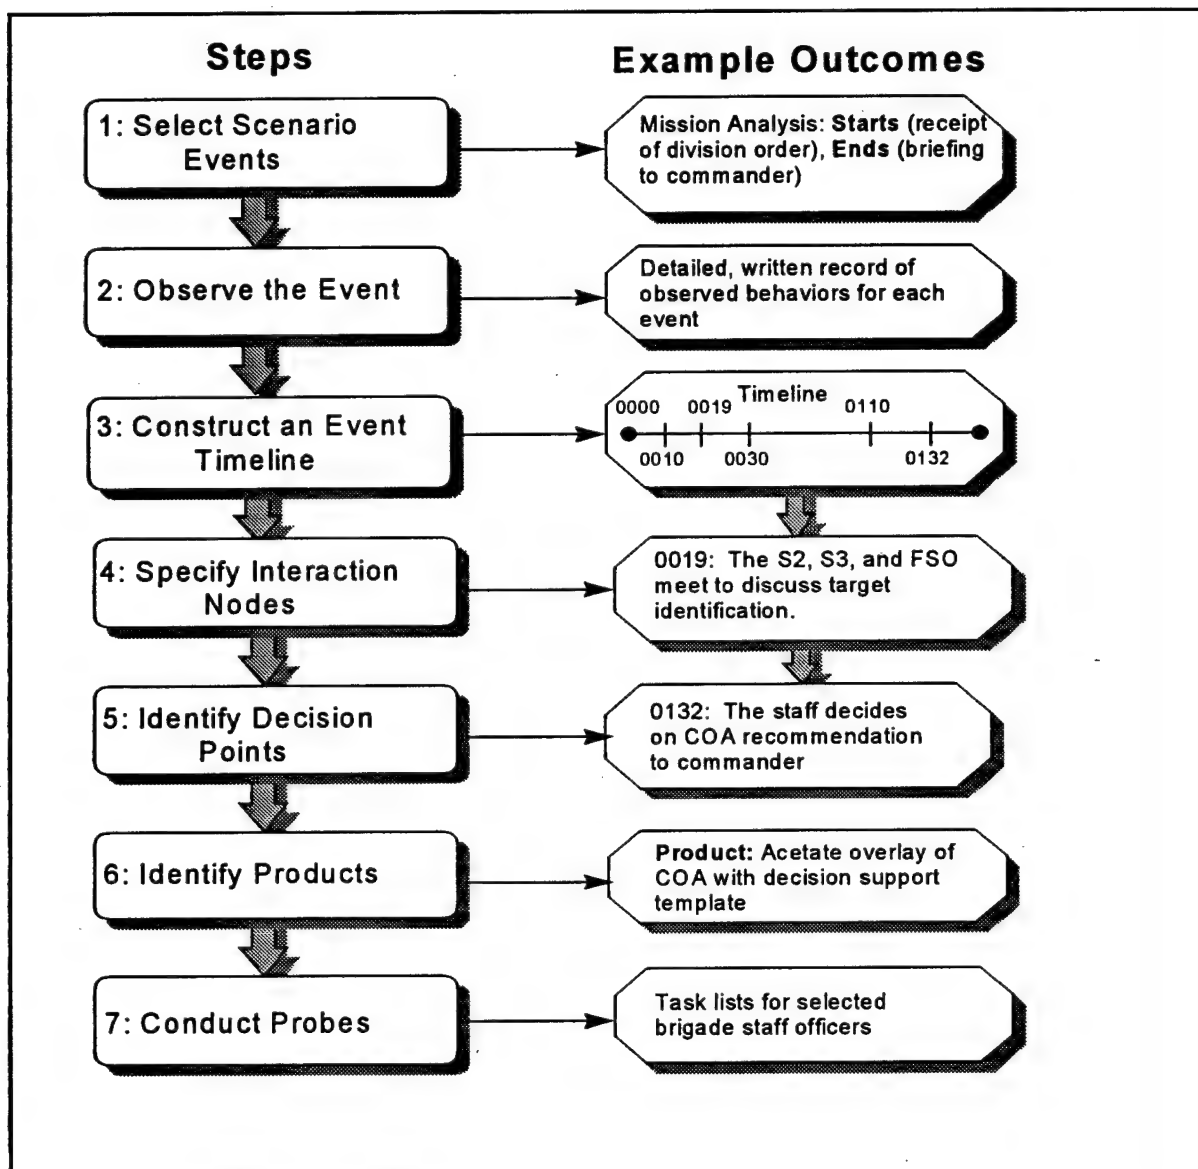 Steps
Example Outcomes
1: Select Scenario
Events
Mission Analysis: Starts (receipt
of division order), Ends (briefing
to commander)
2: Observe the Event
Detailed, written record of
observed behaviors for each
event
3: Construct an Event
Timeline
Timeline
0000 0019 0110
0010 0030 0132
4: Specify Interaction
Nodes
0019: The S2, S3, and FSO
meet to discuss target
identification.
5: Identify Decision
Points
0132: The staff decides
on COA recommendation
to commander
6: Identify Products
Product: Acetate overlay of
COA with decision support
template
7: Conduct Probes
Task lists for selected
brigade staff officers